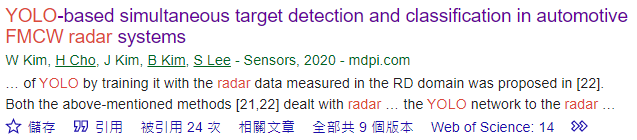 YOLO-based simultaneous target detection and classification in automotive
FMCW radar systems
W Kim, H Cho, J Kim, B Kim, S Lee - Sensors, 2020 - mdpi.com
... of YOLO by training it with the radar data measured in the RD domain was proposed in [22].
Both the above-mentioned methods [21,22] dealt with radar ... the YOLO network to the radar ...
儲存 引用 被引用 24 次 相關文章 全部共 9 個版本 Web of Science: 14